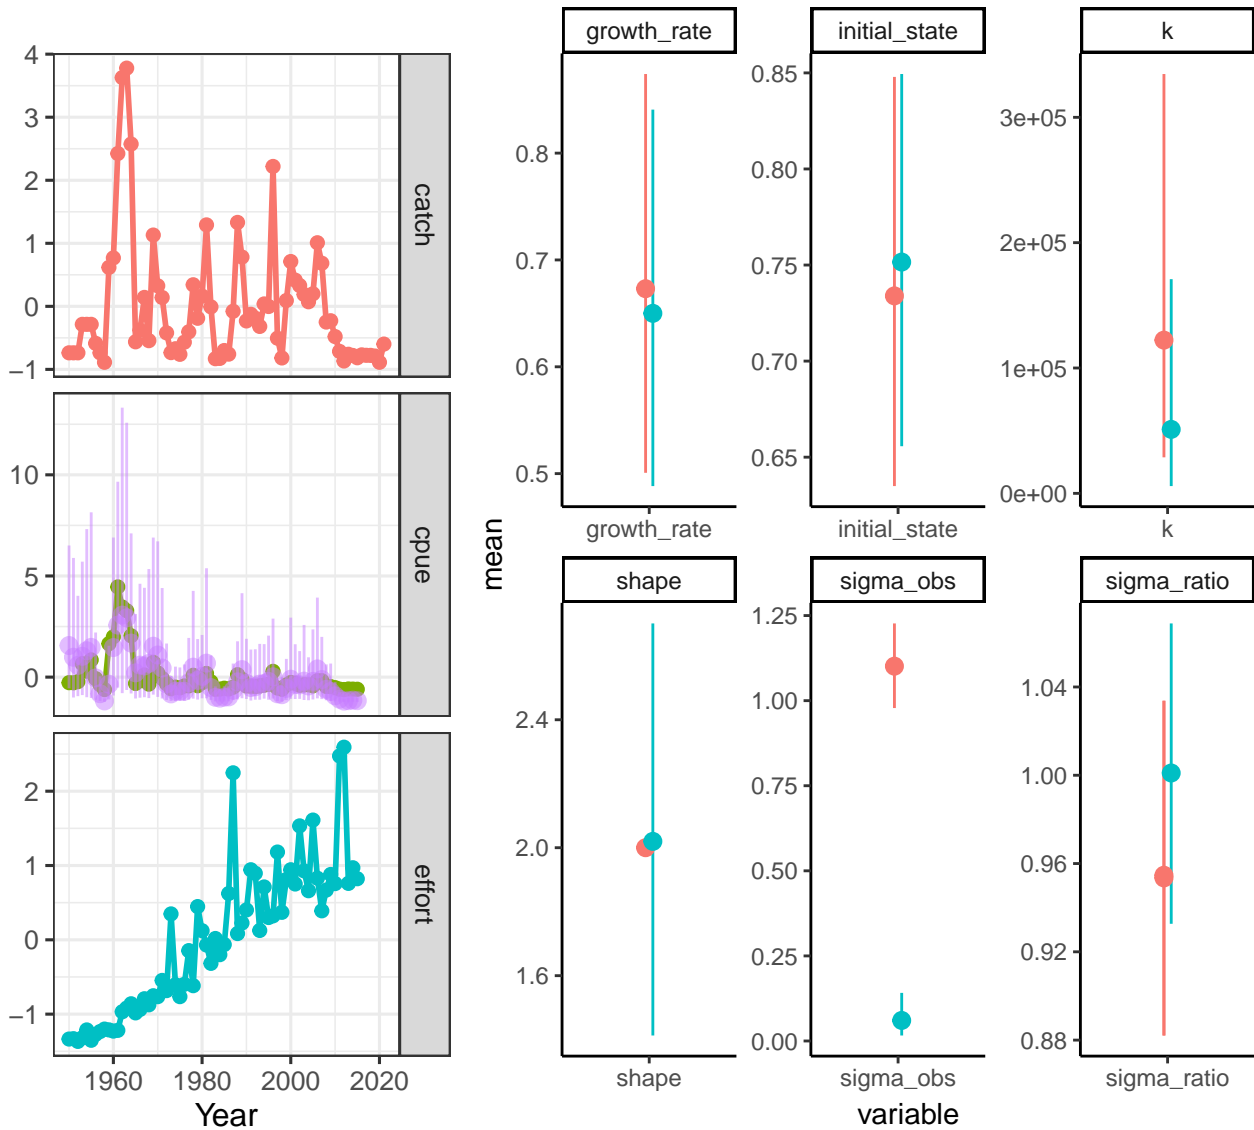 4
3
2
1
0
−1
catch
10
5
0
cpue
2
1
0
−1
effort
1960 1980 2000 2020
Year
mean
growth_rate
0.8
0.7
0.6
0.5
growth_rate
initial_state
0.85
0.80
0.75
0.70
0.65
initial_state
k
3e+05
2e+05
1e+05
0e+00
k
shape
2.4
2.0
1.6
shape
sigma_obs
1.25
1.00
0.75
0.50
0.25
0.00
sigma_obs
sigma_ratio
1.04
1.00
0.96
0.92
0.88
sigma_ratio
variable